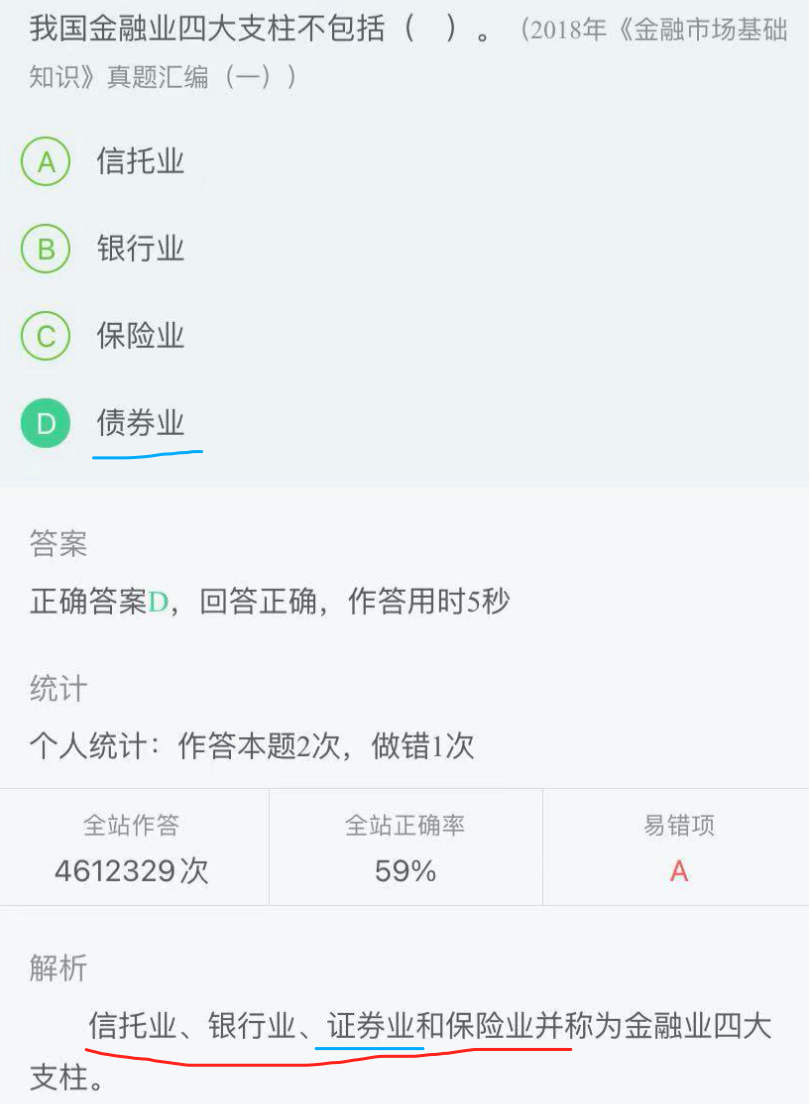 我国金融业四大支柱不包括（　）。（2018年《金融市场基础
知识》真题汇编（一））
A 信托业
B 银行业
C 保险业
D 债券业
答案
正确答案D，回答正确，作答用时5秒
统计
个人统计：作答本题2次，做错1次
全站作答 全站正确率 易错项
4612329次 59% A
解析
信托业、银行业、证券业和保险业并称为金融业四大
支柱。